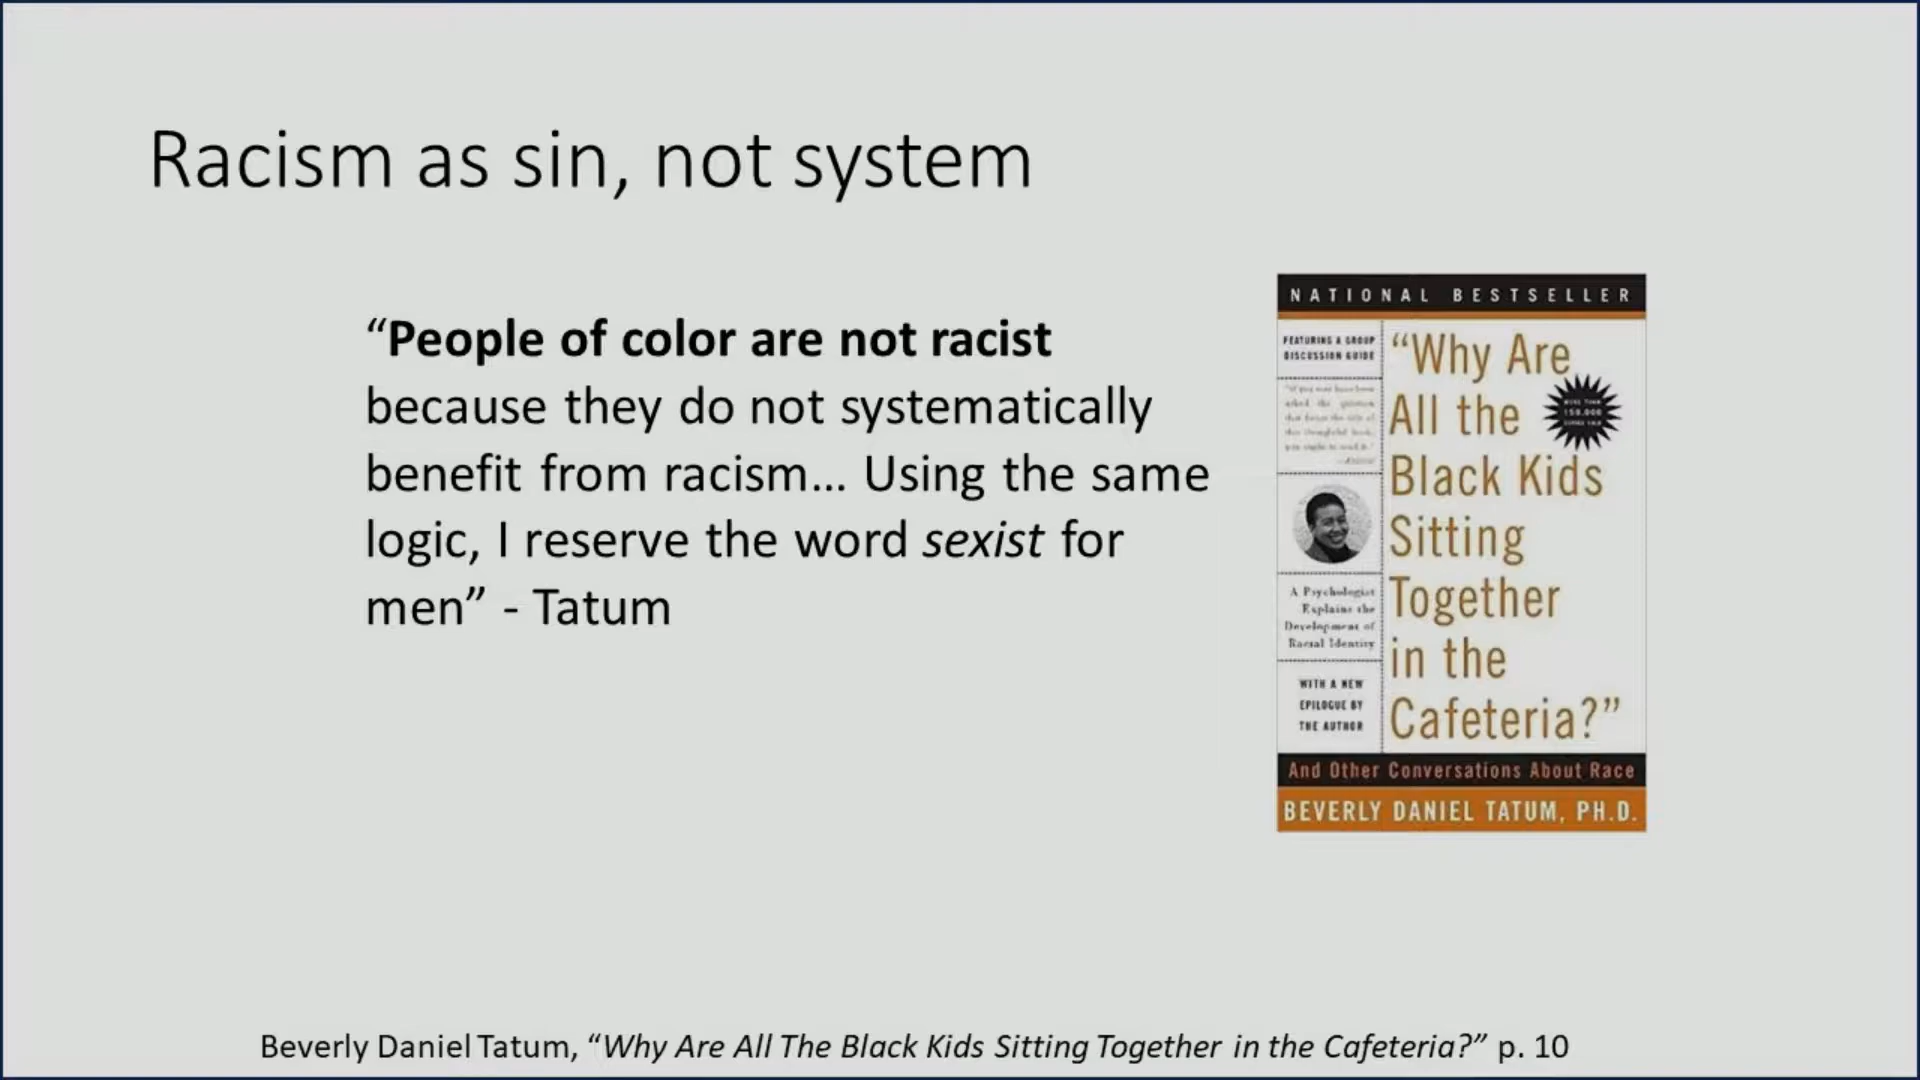 Racism as sin, not system
“People of color are not racist
because they do not systematically
benefit from racism... Using the same
logic, I reserve the word sexist for
men” - Tatum
NATIONAL BESTSELLER
FEATURING A GROUP
DISCUSSION GUIDE
“Why Are
All the
Black Kids
Sitting
Together
in the
Cafeteria?”
A Psychologist
Explains the
Development of
Racial Identity
WITH A NEW
EPILOGUE BY
THE AUTHOR
And Other Conversations About Race
BEVERLY DANIEL TATUM, PH.D.
Beverly Daniel Tatum, “Why Are All The Black Kids Sitting Together in the Cafeteria?” p. 10